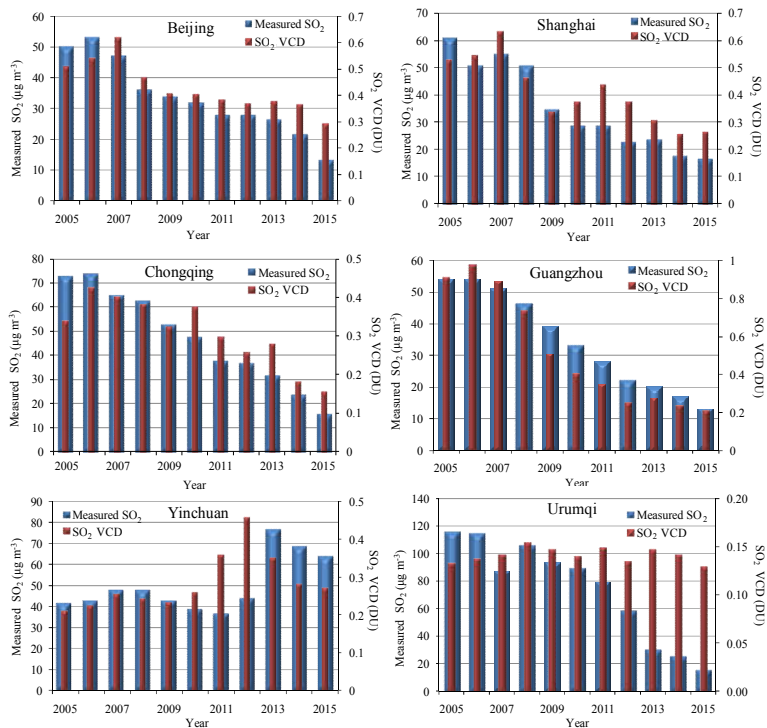 Beijing
Measured SO2
SO2 VCD
Measured SO2 (µg m-3)
SO2 VCD (DU)
60
50
40
30
20
10
0
0.7
0.6
0.5
0.4
0.3
0.2
0.1
0
2005 2007 2009 2011 2013 2015
Year
Shanghai
Measured SO2
SO2 VCD
Measured SO2 (µg m-3)
SO2 VCD (DU)
70
60
50
40
30
20
10
0
0.7
0.6
0.5
0.4
0.3
0.2
0.1
0
2005 2007 2009 2011 2013 2015
Year
Chongqing
Measured SO2
SO2 VCD
Measured SO2 (µg m-3)
SO2 VCD (DU)
80
70
60
50
40
30
20
10
0
0.5
0.4
0.3
0.2
0.1
0
2005 2007 2009 2011 2013 2015
Year
Guangzhou
Measured SO2
SO2 VCD
Measured SO2 (µg m-3)
SO2 VCD (DU)
60
50
40
30
20
10
0
1
0.8
0.6
0.4
0.2
0
2005 2007 2009 2011 2013 2015
Year
Yinchuan
Measured SO2
SO2 VCD
Measured SO2 (µg m-3)
SO2 VCD (DU)
90
80
70
60
50
40
30
20
10
0
0.5
0.4
0.3
0.2
0.1
0
2005 2007 2009 2011 2013 2015
Year
Urumqi
Measured SO2
SO2 VCD
Measured SO2 (µg m-3)
SO2 VCD (DU)
140
120
100
80
60
40
20
0
0.20
0.15
0.10
0.05
0.00
2005 2007 2009 2011 2013 2015
Year